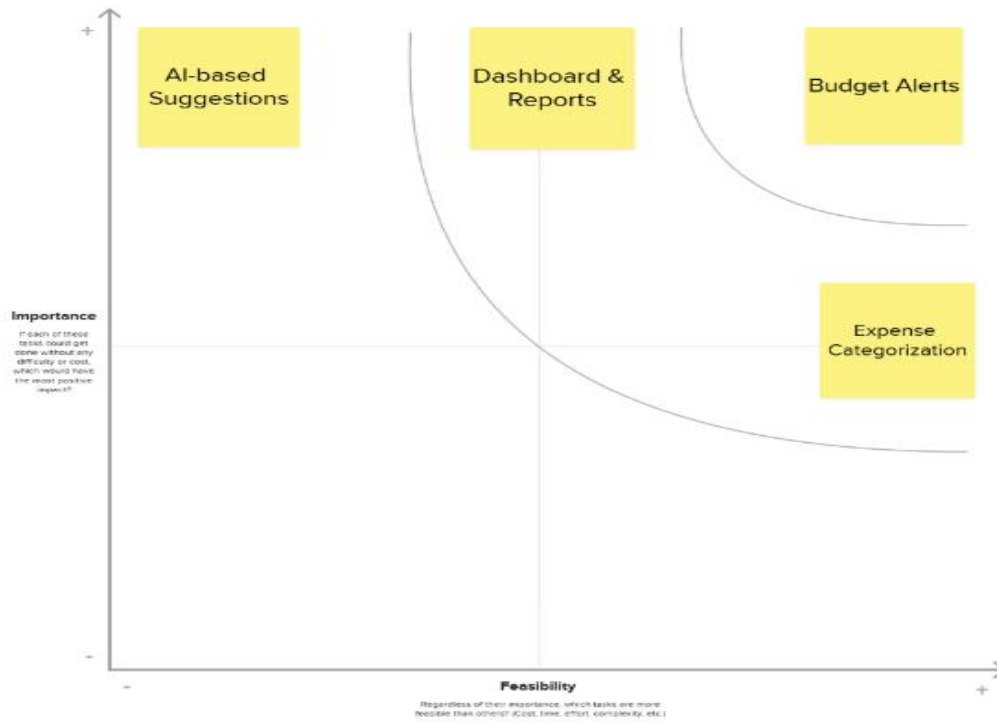 +
AI-based
Suggestions
Dashboard &
Reports
Budget Alerts
Expense
Categorization
Importance
If each of these
tasks could get
done without any
difficulty or cost,
which would have
the most positive
impact?
-
-
Feasibility
+
Regardless of their importance, which tasks are more
feasible than others? (Cost, time, effort, complexity, etc.)